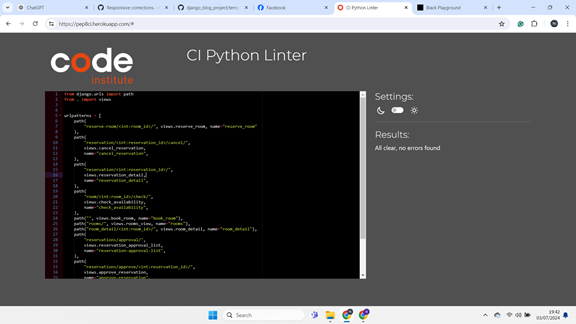 ChatGPT
Responsive corrections.
django_blog_project/templ
Facebook
CI Python Linter
Black Playground
https://pep8ci.herokuapp.com/#
code
institute
CI Python Linter
1 from django.urls import path
2 from . import views
3
4
5 urlpatterns = [
6 path(
7 "reserve-room/<int:room_id>/", views.reserve_room, name="reserve_room"
8 ),
9 path(
10 "reservation/<int:reservation_id>/cancel/",
11 views.cancel_reservation,
12 name="cancel_reservation",
13 ),
14 path(
15 "reservation/<int:reservation_id>/",
16 views.reservation_detail,
17 name="reservation_detail",
18 ),
19 path(
20 "room/<int:room_id>/check/",
21 views.check_availability,
22 name="check_availability",
23 ),
24 path("", views.book_room, name="book_room"),
25 path("rooms/", views.rooms_view, name="rooms"),
26 path("room_detail/<int:room_id>/", views.room_detail, name="room_detail"),
27 path(
28 "reservations/approval/",
29 views.reservation_approval_list,
30 name="reservation-approval-list",
31 ),
32 path(
33 "reservations/approve/<int:reservation_id>/",
34 views.approve_reservation,
35 name="approve-reservation",
Settings:
Results:
All clear, no errors found
Search
19:42
03/07/2024